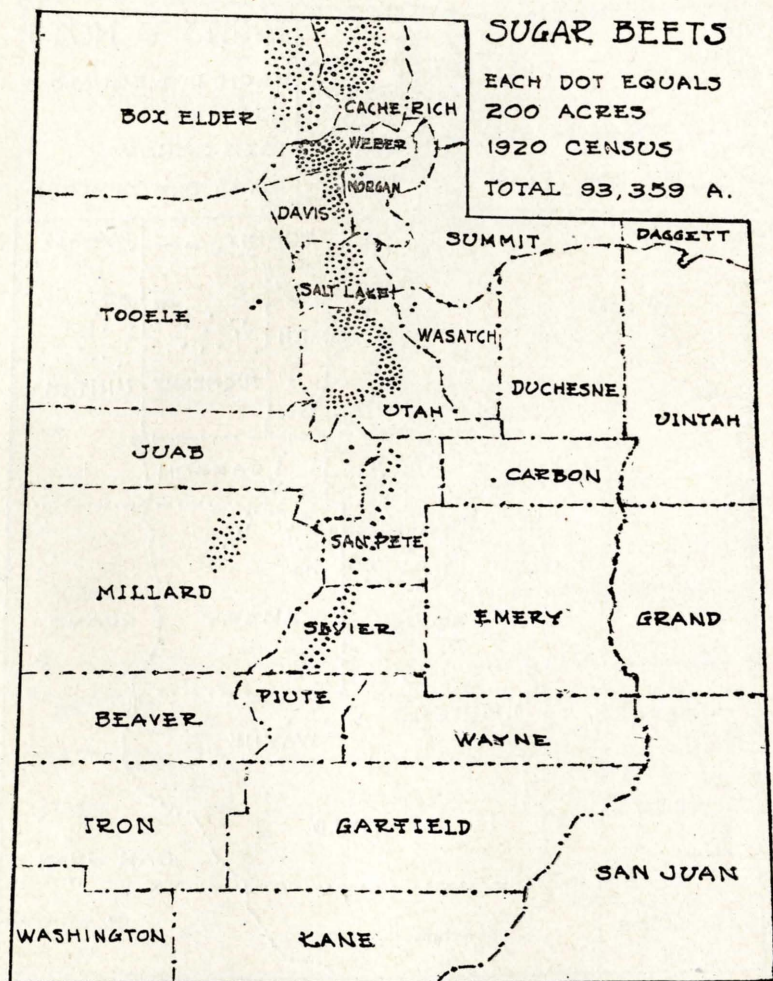 SUGAR BEETS
EACH DOT EQUALS
200 ACRES
1920 CENSUS
TOTAL 93,359 A.
BOX ELDER
CACHE
RICH
WEBER
MORGAN
DAVIS
SUMMIT
DAGGETT
SALT LAKE
TOOELE
WASATCH
DUCHESNE
UINTAH
UTAH
JUAB
CARBON
SAN PETE
MILLARD
SEVIER
EMERY
GRAND
PIUTE
BEAVER
WAYNE
IRON
GARFIELD
SAN JUAN
WASHINGTON
KANE